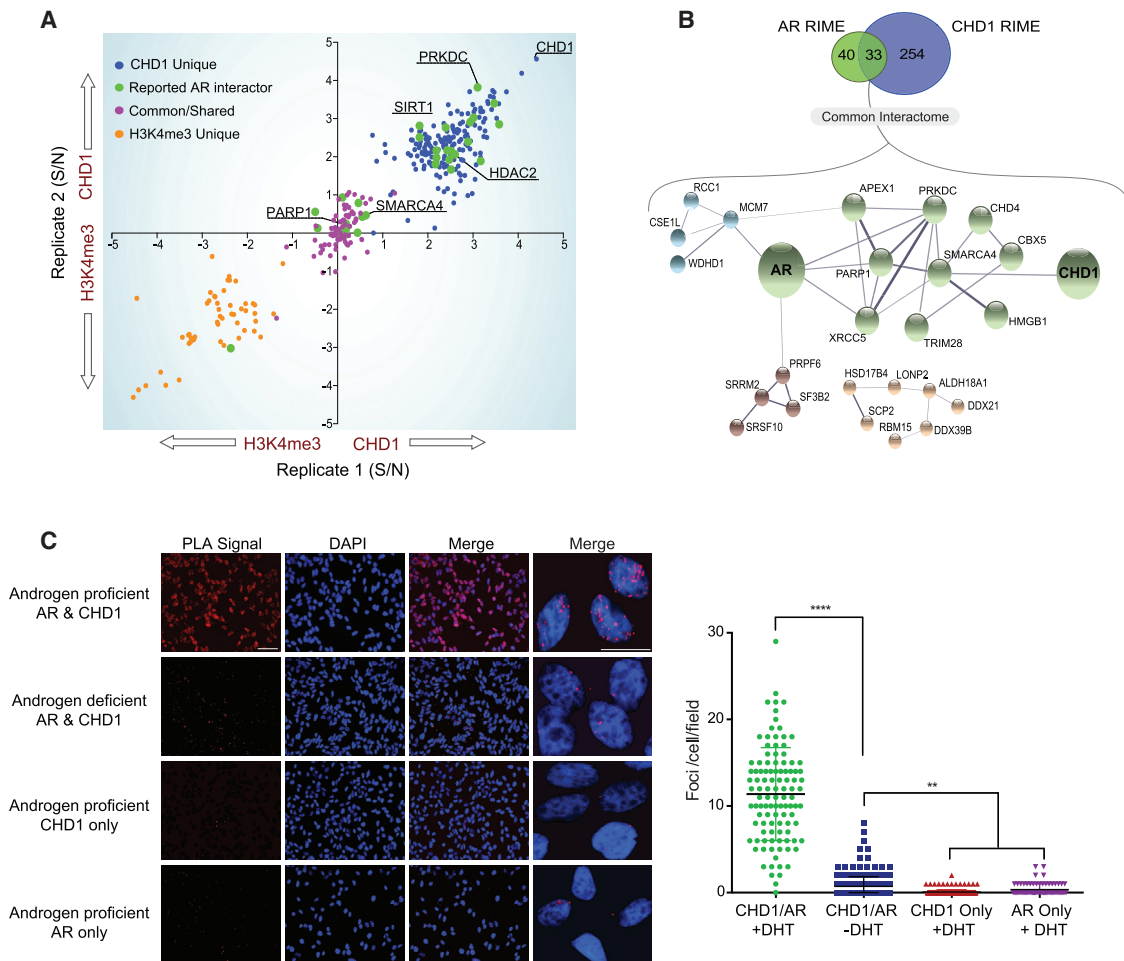 A
CHD1 Unique
Reported AR interactor
Common/Shared
H3K4me3 Unique
CHD1
PRKDC
SIRT1
HDAC2
PARP1
SMARCA4
5
4
3
2
1
0
-1
-2
-3
-4
-5
-5 -4 -3 -2 -1 0 1 2 3 4 5
Replicate 2 (S/N)
H3K4me3 CHD1
H3K4me3 CHD1
Replicate 1 (S/N)
B
AR RIME
CHD1 RIME
40 33 254
Common Interactome
RCC1
CSE1L
MCM7
WDHD1
APEX1
PRKDC
CHD4
CBX5
AR
PARP1
SMARCA4
CHD1
XRCC5
TRIM28
HMGB1
PRPF6
SRRM2
SF3B2
SRSF10
HSD17B4
LONP2
ALDH18A1
DDX21
SCP2
RBM15
DDX39B
C
PLA Signal DAPI Merge Merge
Androgen proficient
AR & CHD1
Androgen deficient
AR & CHD1
Androgen proficient
CHD1 only
Androgen proficient
AR only
Foci /cell/field
30
20
10
0
****
**
CHD1/AR
+DHT
CHD1/AR
-DHT
CHD1 Only
+DHT
AR Only
+ DHT